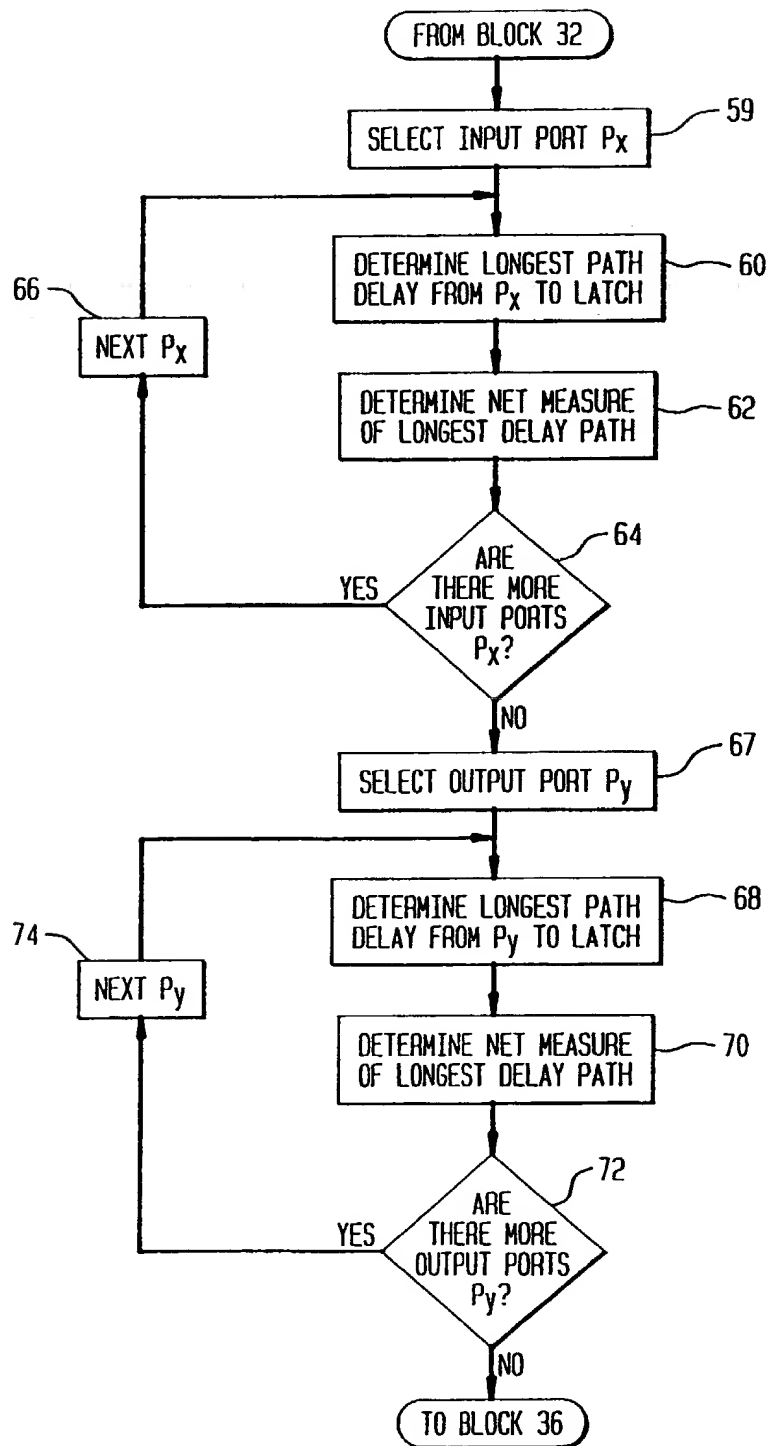 FROM BLOCK 32
59
SELECT INPUT PORT Px
DETERMINE LONGEST PATH
DELAY FROM Px TO LATCH
60
66
NEXT Px
DETERMINE NET MEASURE
OF LONGEST DELAY PATH
62
64
ARE
THERE MORE
INPUT PORTS
Px?
YES
NO
67
SELECT OUTPUT PORT Py
DETERMINE LONGEST PATH
DELAY FROM Py TO LATCH
68
74
NEXT Py
DETERMINE NET MEASURE
OF LONGEST DELAY PATH
70
72
ARE
THERE MORE
OUTPUT PORTS
Py?
YES
NO
TO BLOCK 36